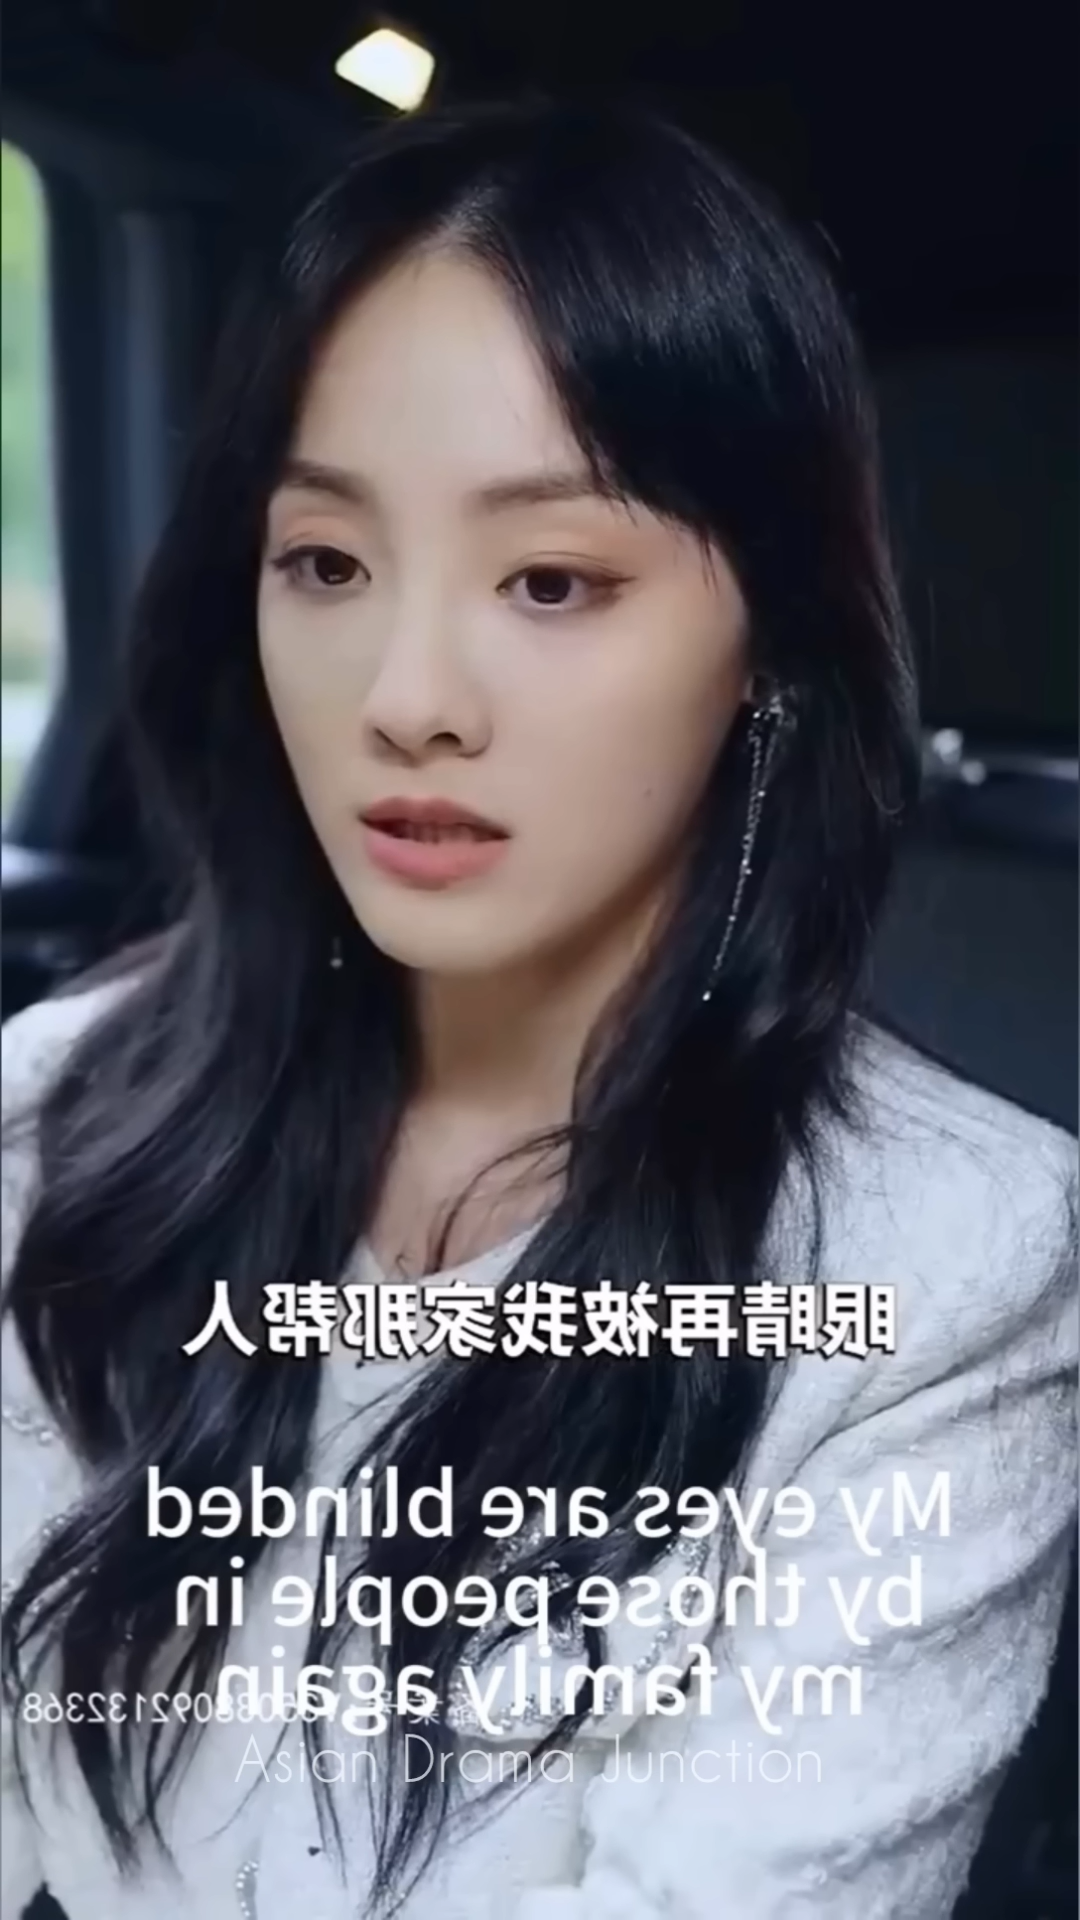 眼睛再被我家那帮人
My eyes are blinded
by those people in
my family again
Asian Drama Junction